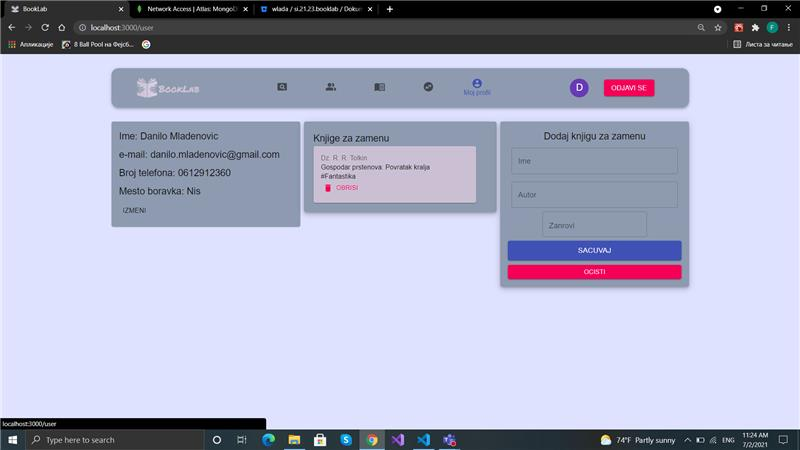 BookLab
Network Access | Atlas: MongoD
wlada / si.21.23.booklab / Dokum
localhost:3000/user
Апликације
8 Ball Pool на Фејсб...
Листа за читање
BookLab
Moj profil
D
ODJAVI SE
Ime: Danilo Mladenovic
e-mail: danilo.mladenovic@gmail.com
Broj telefona: 0612912360
Mesto boravka: Nis
IZMENI
Knjige za zamenu
Dz. R. R. Tolkin
Gospodar prstenova: Povratak kralja
#Fantastika
OBRISI
Dodaj knjigu za zamenu
Ime
Autor
Zanrovi
SACUVAJ
OCISTI
localhost:3000/user
Type here to search
74°F Partly sunny
ENG
11:24 AM
7/2/2021